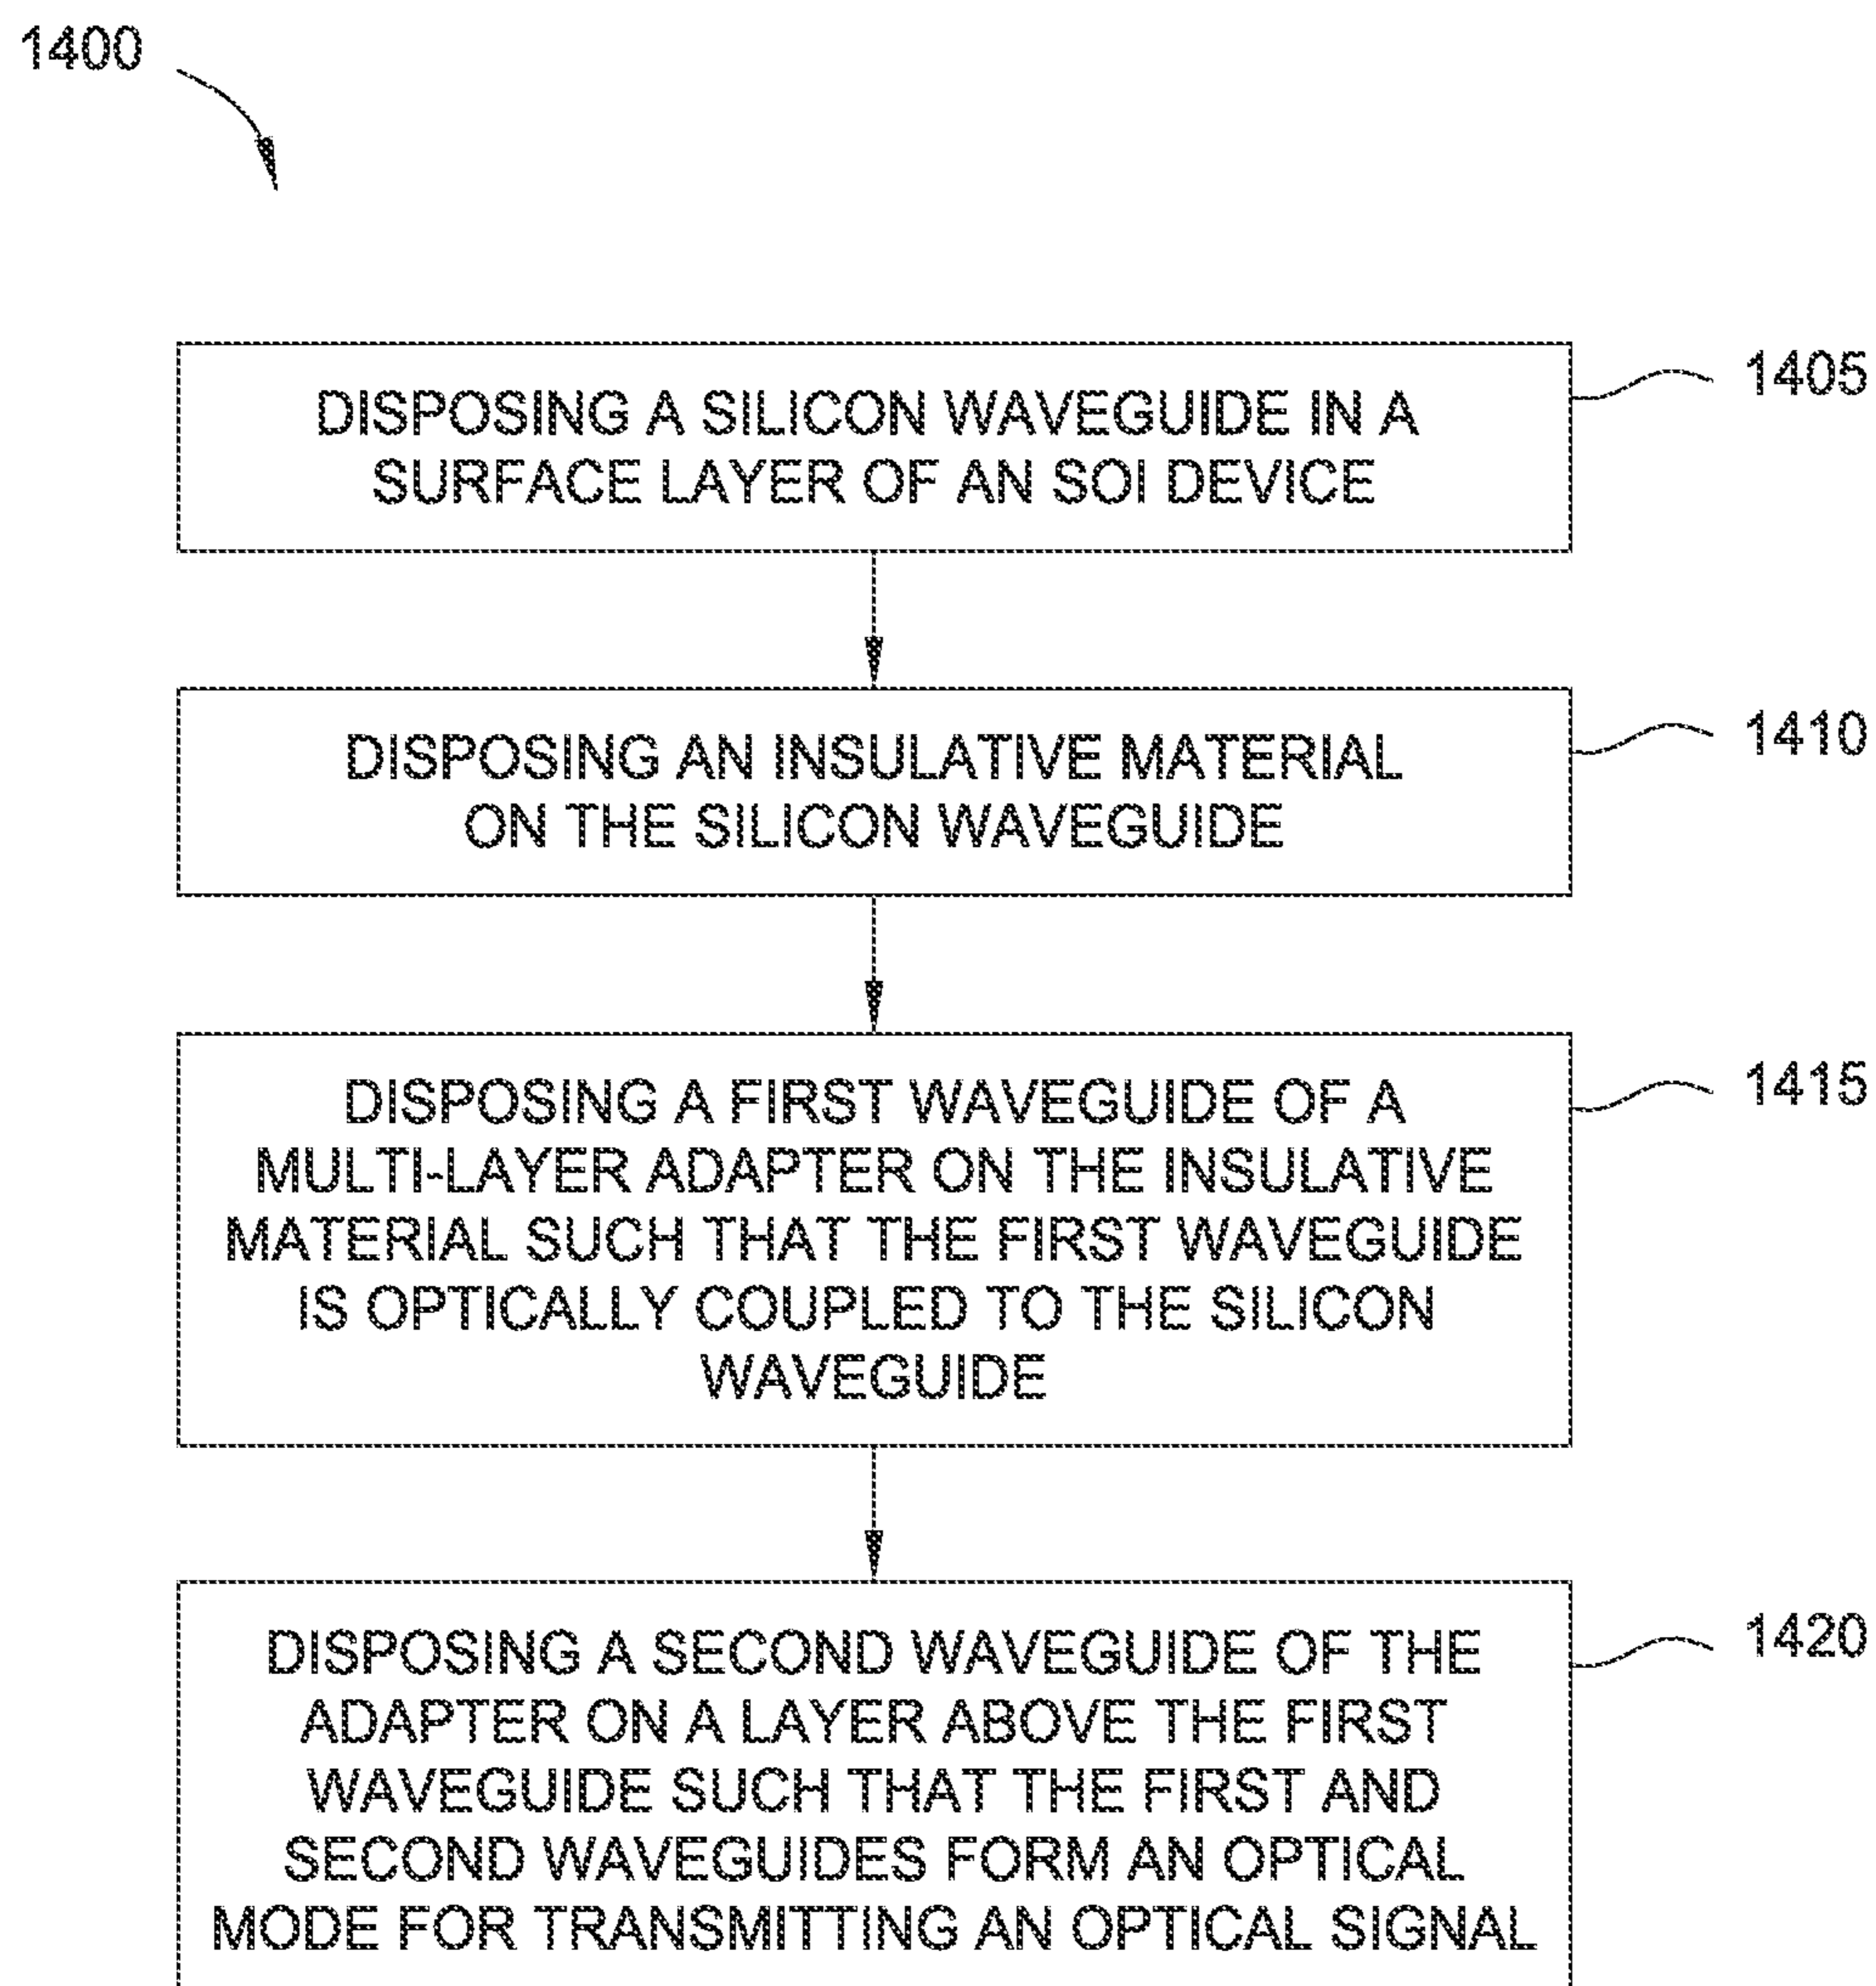 1400
DISPOSING A SILICON WAVEGUIDE IN A
SURFACE LAYER OF AN SOI DEVICE
1405
DISPOSING AN INSULATIVE MATERIAL
ON THE SILICON WAVEGUIDE
1410
DISPOSING A FIRST WAVEGUIDE OF A
MULTI-LAYER ADAPTER ON THE INSULATIVE
MATERIAL SUCH THAT THE FIRST WAVEGUIDE
IS OPTICALLY COUPLED TO THE SILICON
WAVEGUIDE
1415
DISPOSING A SECOND WAVEGUIDE OF THE
ADAPTER ON A LAYER ABOVE THE FIRST
WAVEGUIDE SUCH THAT THE FIRST AND
SECOND WAVEGUIDES FORM AN OPTICAL
MODE FOR TRANSMITTING AN OPTICAL SIGNAL
1420